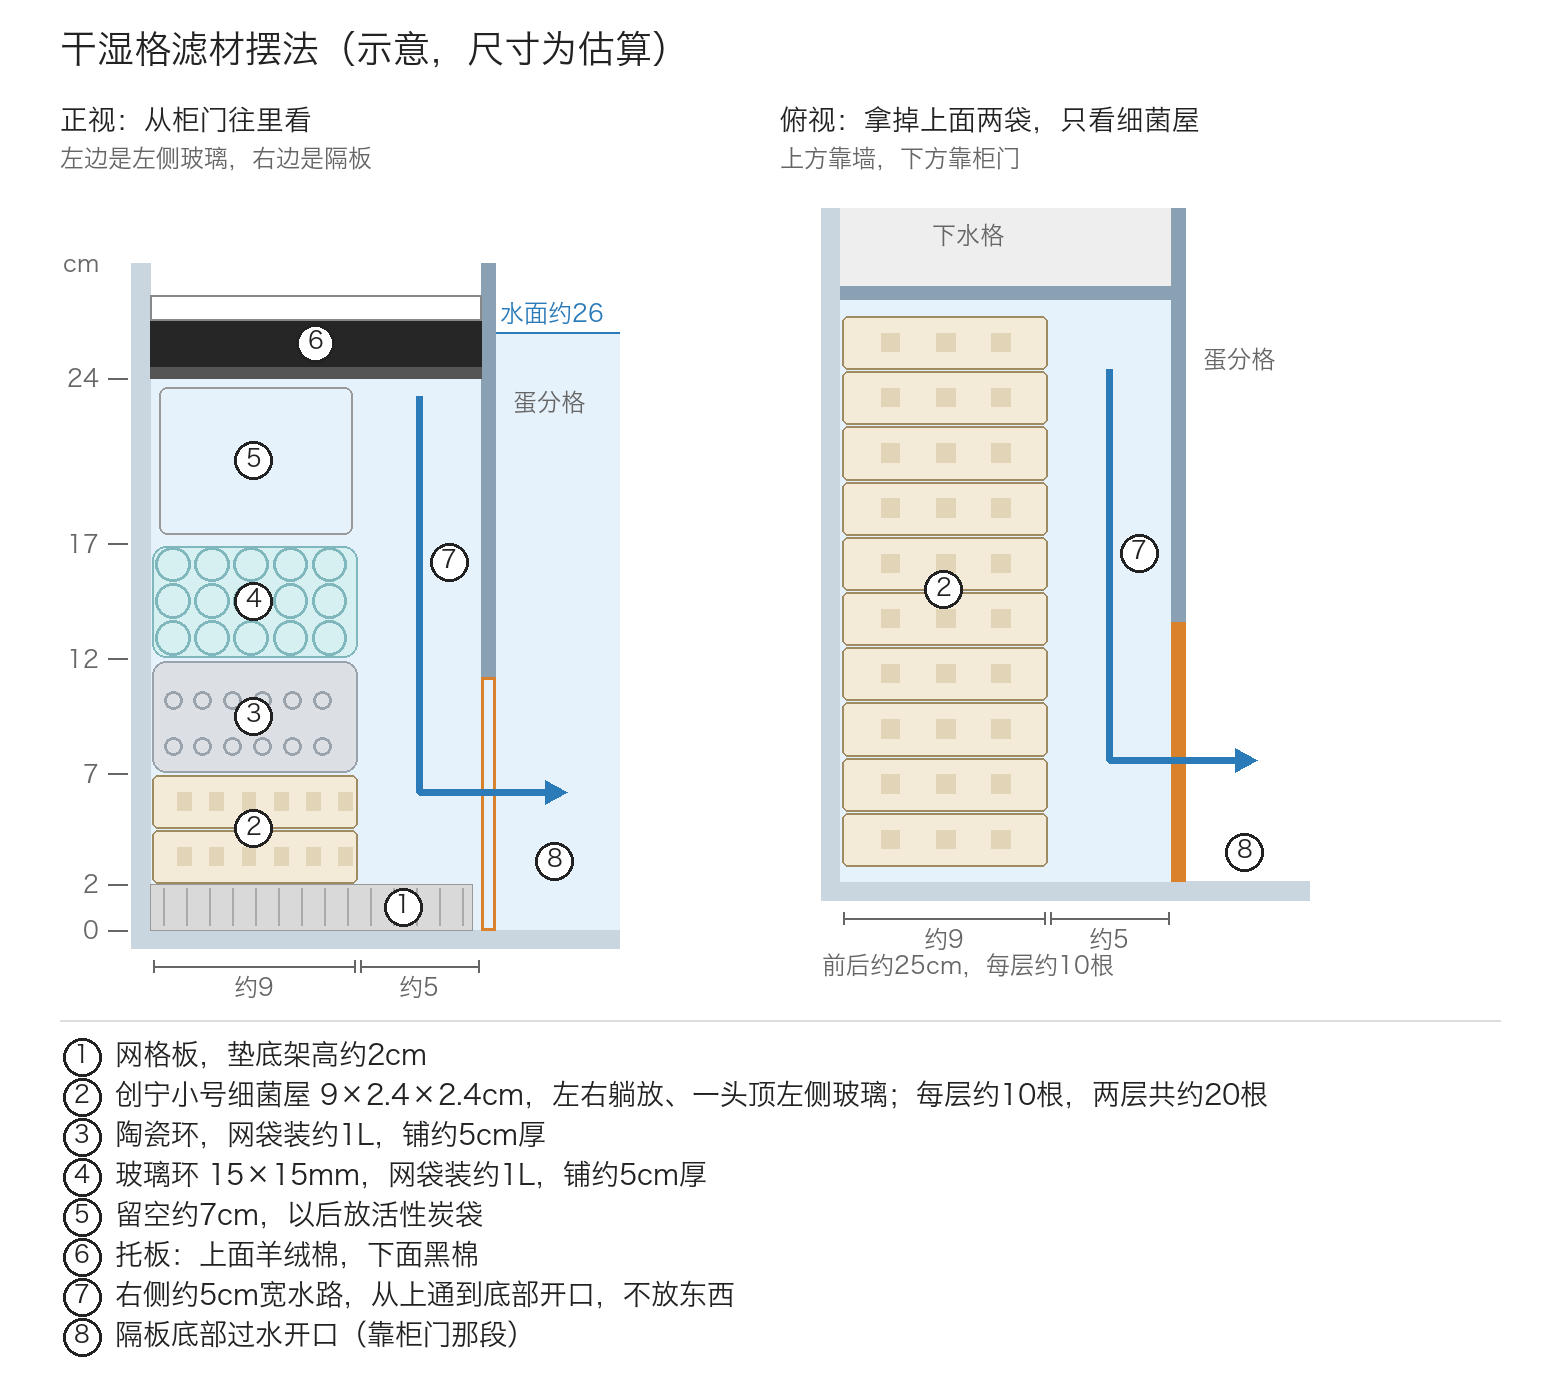 干湿格滤材摆法（示意，尺寸为估算）
正视：从柜门往里看
左边是左侧玻璃，右边是隔板
俯视：拿掉上面两袋，只看细菌屋
上方靠墙，下方靠柜门
cm
24
17
12
7
2
0
水面约26
蛋分格
6
5
4
3
2
1
7
8
约9
约5
下水格
蛋分格
2
7
8
约9
约5
前后约25cm，每层约10根
1 网格板，垫底架高约2cm
2 创宁小号细菌屋 9×2.4×2.4cm，左右躺放、一头顶左侧玻璃；每层约10根，两层共约20根
3 陶瓷环，网袋装约1L，铺约5cm厚
4 玻璃环 15×15mm，网袋装约1L，铺约5cm厚
5 留空约7cm，以后放活性炭袋
6 托板：上面羊绒棉，下面黑棉
7 右侧约5cm宽水路，从上通到底部开口，不放东西
8 隔板底部过水开口（靠柜门那段）